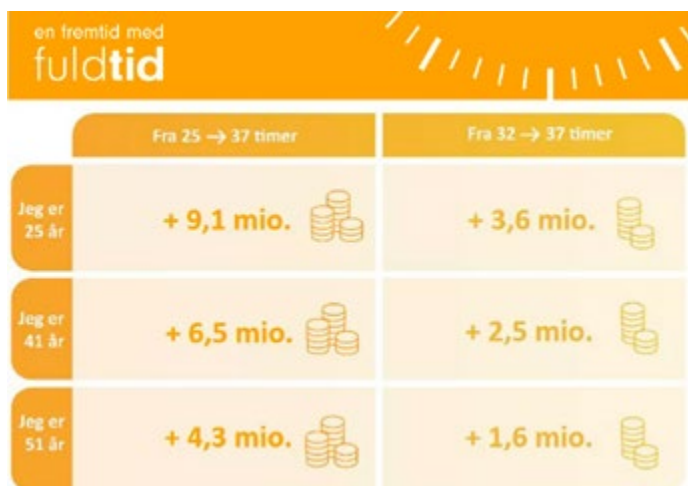 en fremtid med
fuldtid
Fra 25 → 37 timer
Fra 32 → 37 timer
Jeg er
25 år
+ 9,1 mio.
+ 3,6 mio.
Jeg er
41 år
+ 6,5 mio.
+ 2,5 mio.
Jeg er
51 år
+ 4,3 mio.
+ 1,6 mio.